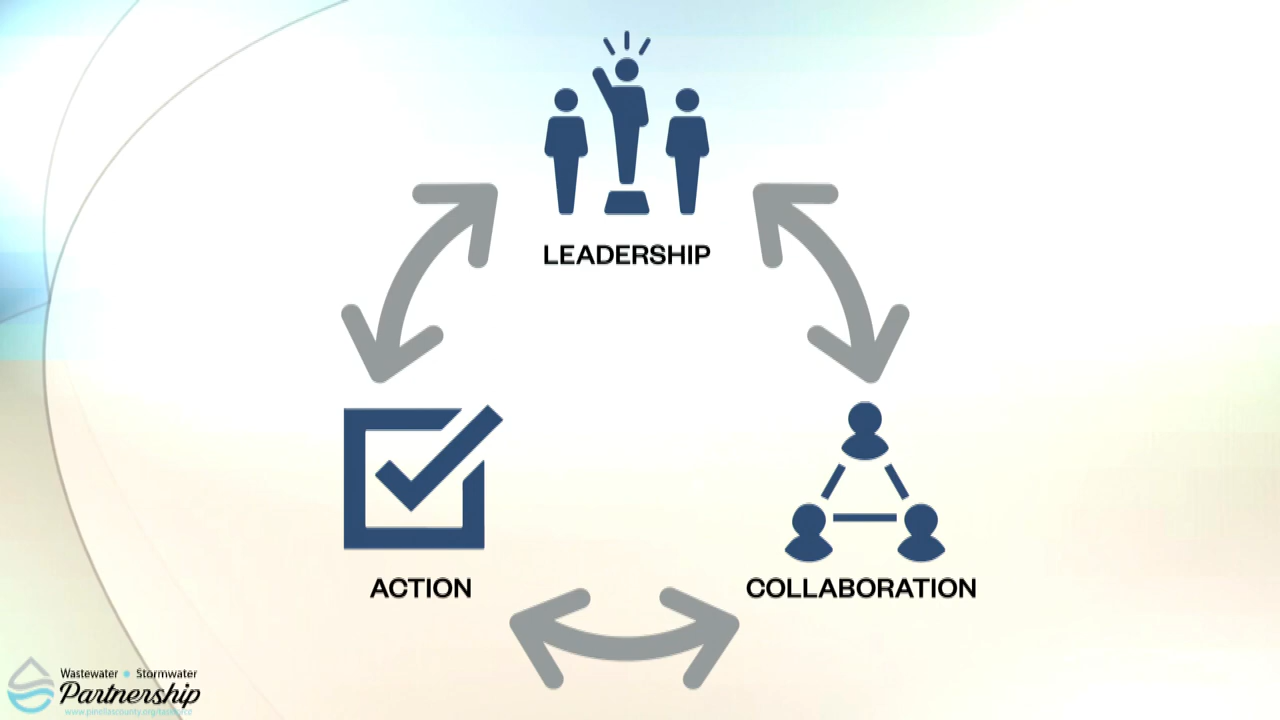 LEADERSHIP
ACTION
COLLABORATION
Wastewater • Stormwater
Partnership